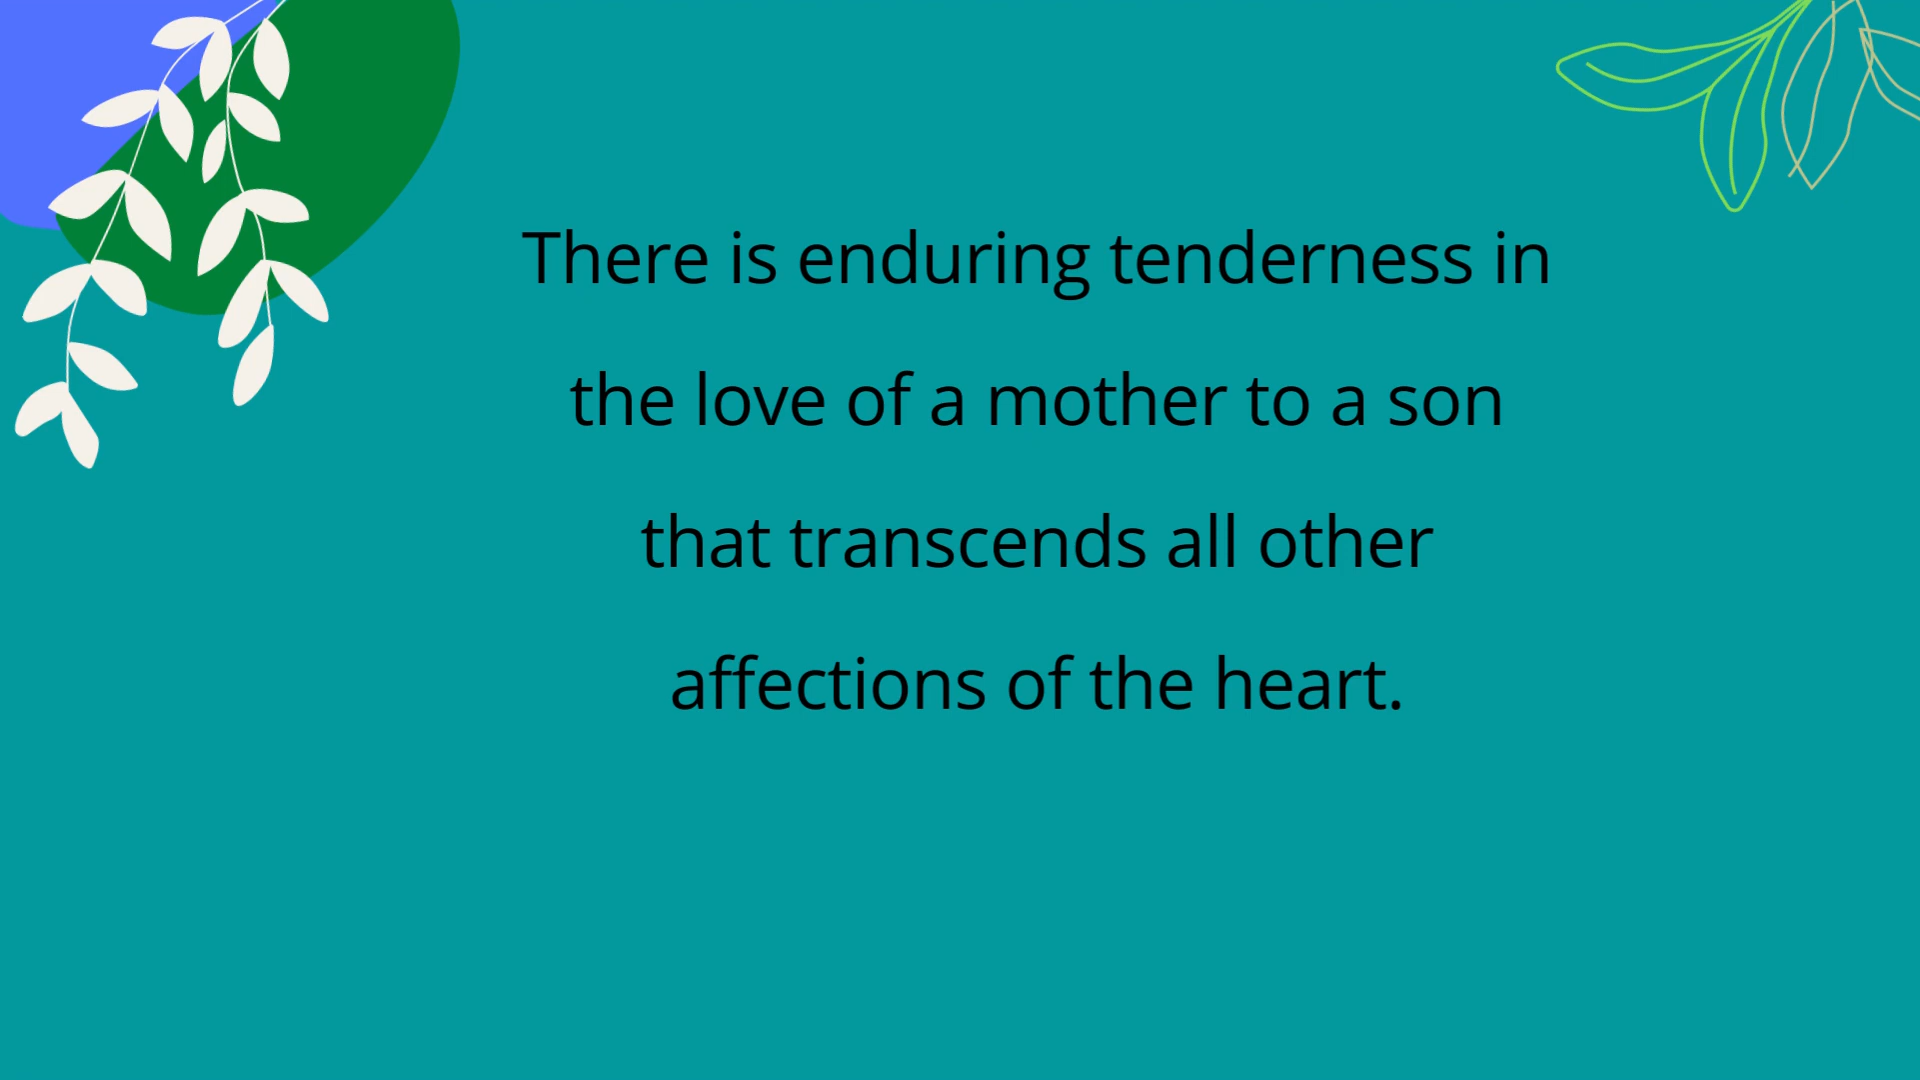 There is enduring tenderness in
the love of a mother to a son
that transcends all other
affections of the heart.